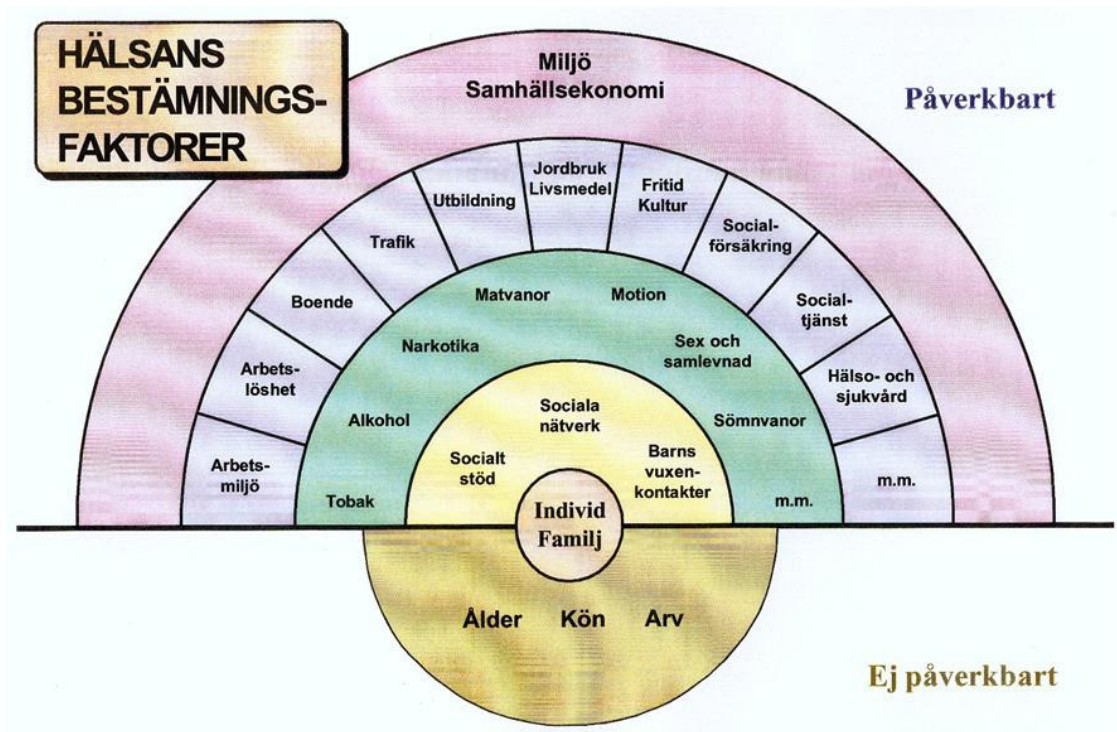 HÄLSANS
BESTÄMNINGS-
FAKTORER
Miljö
Samhällsekonomi
Påverkbart
Arbets-
miljö
Arbets-
löshet
Boende
Trafik
Utbildning
Jordbruk
Livsmedel
Fritid
Kultur
Social-
försäkring
Social-
tjänst
Hälso- och
sjukvård
m.m.
Tobak
Alkohol
Narkotika
Matvanor
Motion
Sex och
samlevnad
Sömnvanor
m.m.
Socialt
stöd
Sociala
nätverk
Barns
vuxen-
kontakter
Individ
Familj
Ålder Kön Arv
Ej påverkbart